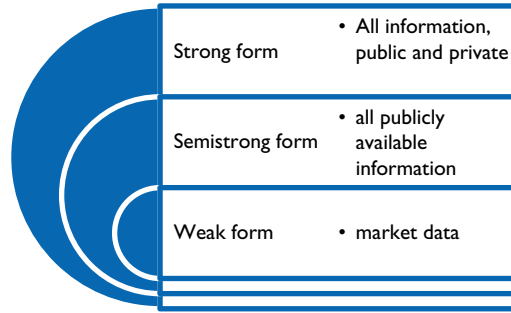 Strong form
• All information,
public and private
Semistrong form
• all publicly
available
information
Weak form
• market data